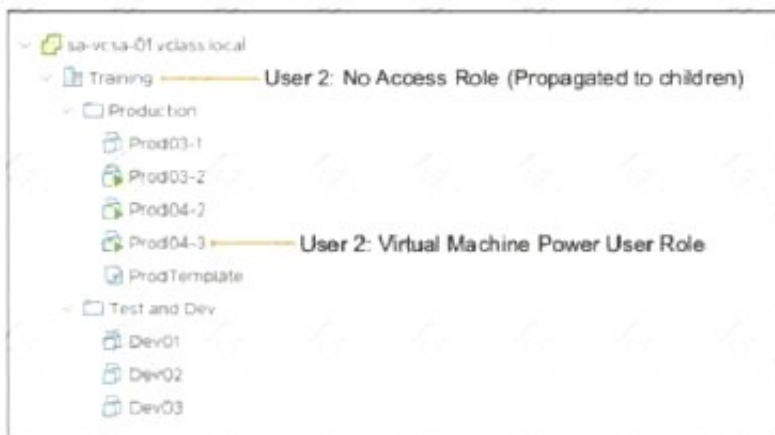 sa-vcsa-01.vclass.local
Training User 2: No Access Role (Propagated to children)
Production
Prod03-1
Prod03-2
Prod04-2
Prod04-3 User 2: Virtual Machine Power User Role
ProdTemplate
Test and Dev
Dev01
Dev02
Dev03